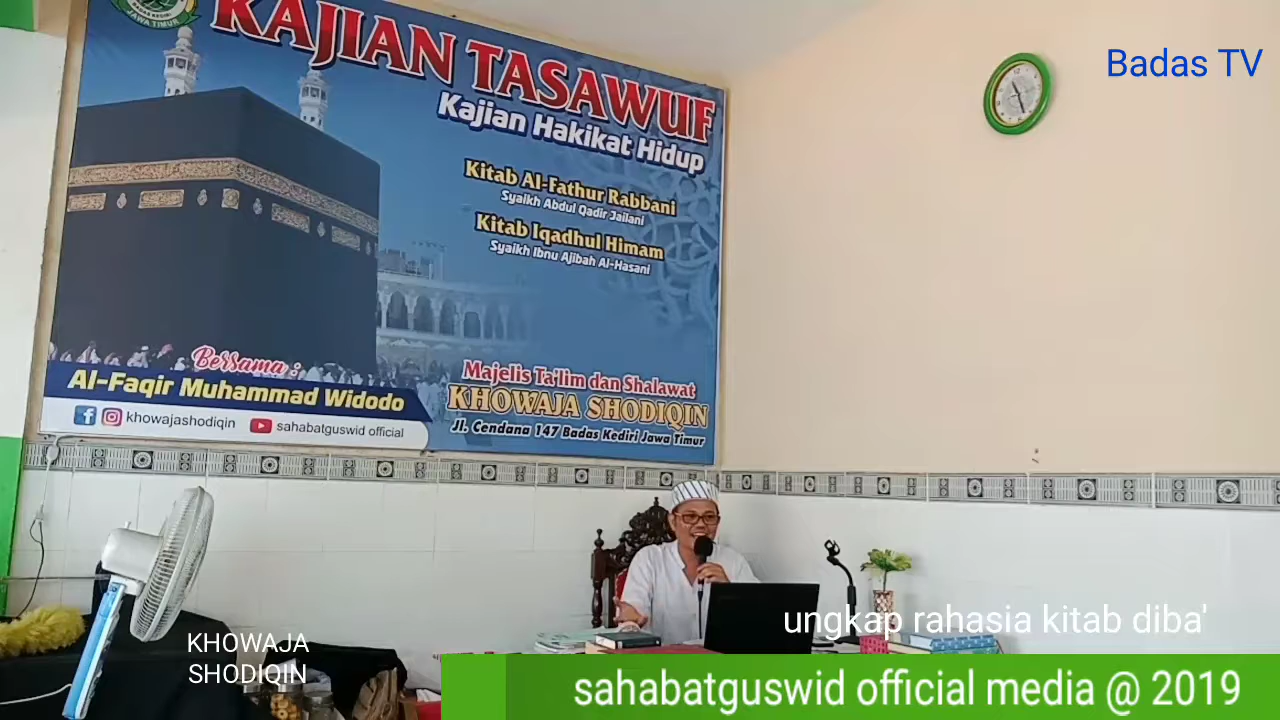 JAWA TIMUR
KAJIAN TASAWUF
Kajian Hakikat Hidup
Kitab Al-Fathur Rabbani
Syaikh Abdul Qadir Jailani
Kitab Iqadhul Himam
Syaikh Ibnu Ajibah Al-Hasani
Bersama :
Al-Faqir Muhammad Widodo
khowajashodiqin
sahabatguswid official
Majelis Ta'lim dan Shalawat
KHOWAJA SHODIQIN
Jl. Cendana 147 Badas Kediri Jawa Timur
Badas TV
ungkap rahasia kitab diba'
KHOWAJA
SHODIQIN
sahabatguswid official media @ 2019